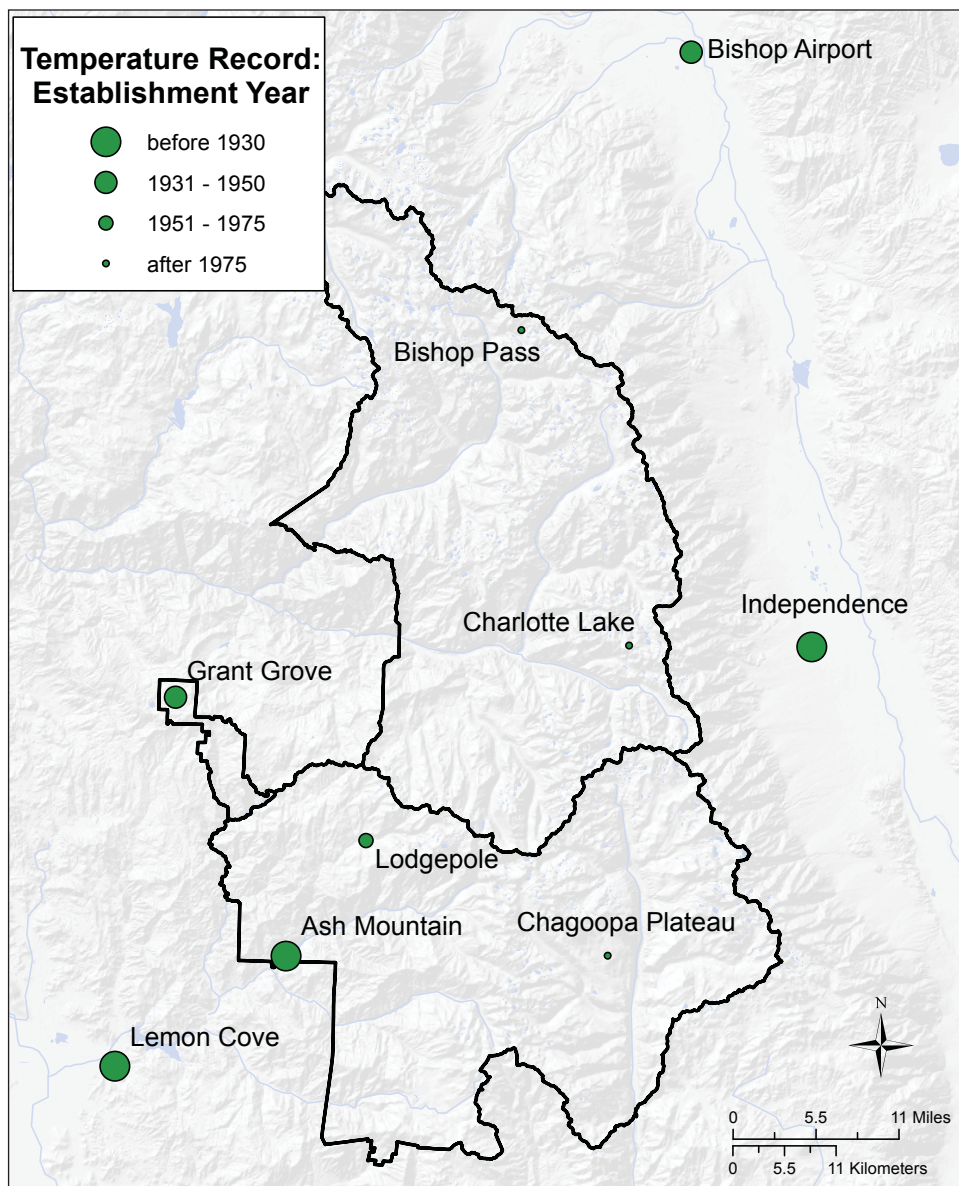 Temperature Record:
Establishment Year
before 1930
1931 - 1950
1951 - 1975
after 1975
Bishop Airport
Bishop Pass
Charlotte Lake
Independence
Grant Grove
Lodgepole
Ash Mountain
Chagoopa Plateau
Lemon Cove
N
0 5.5 11 Miles
0 5.5 11 Kilometers